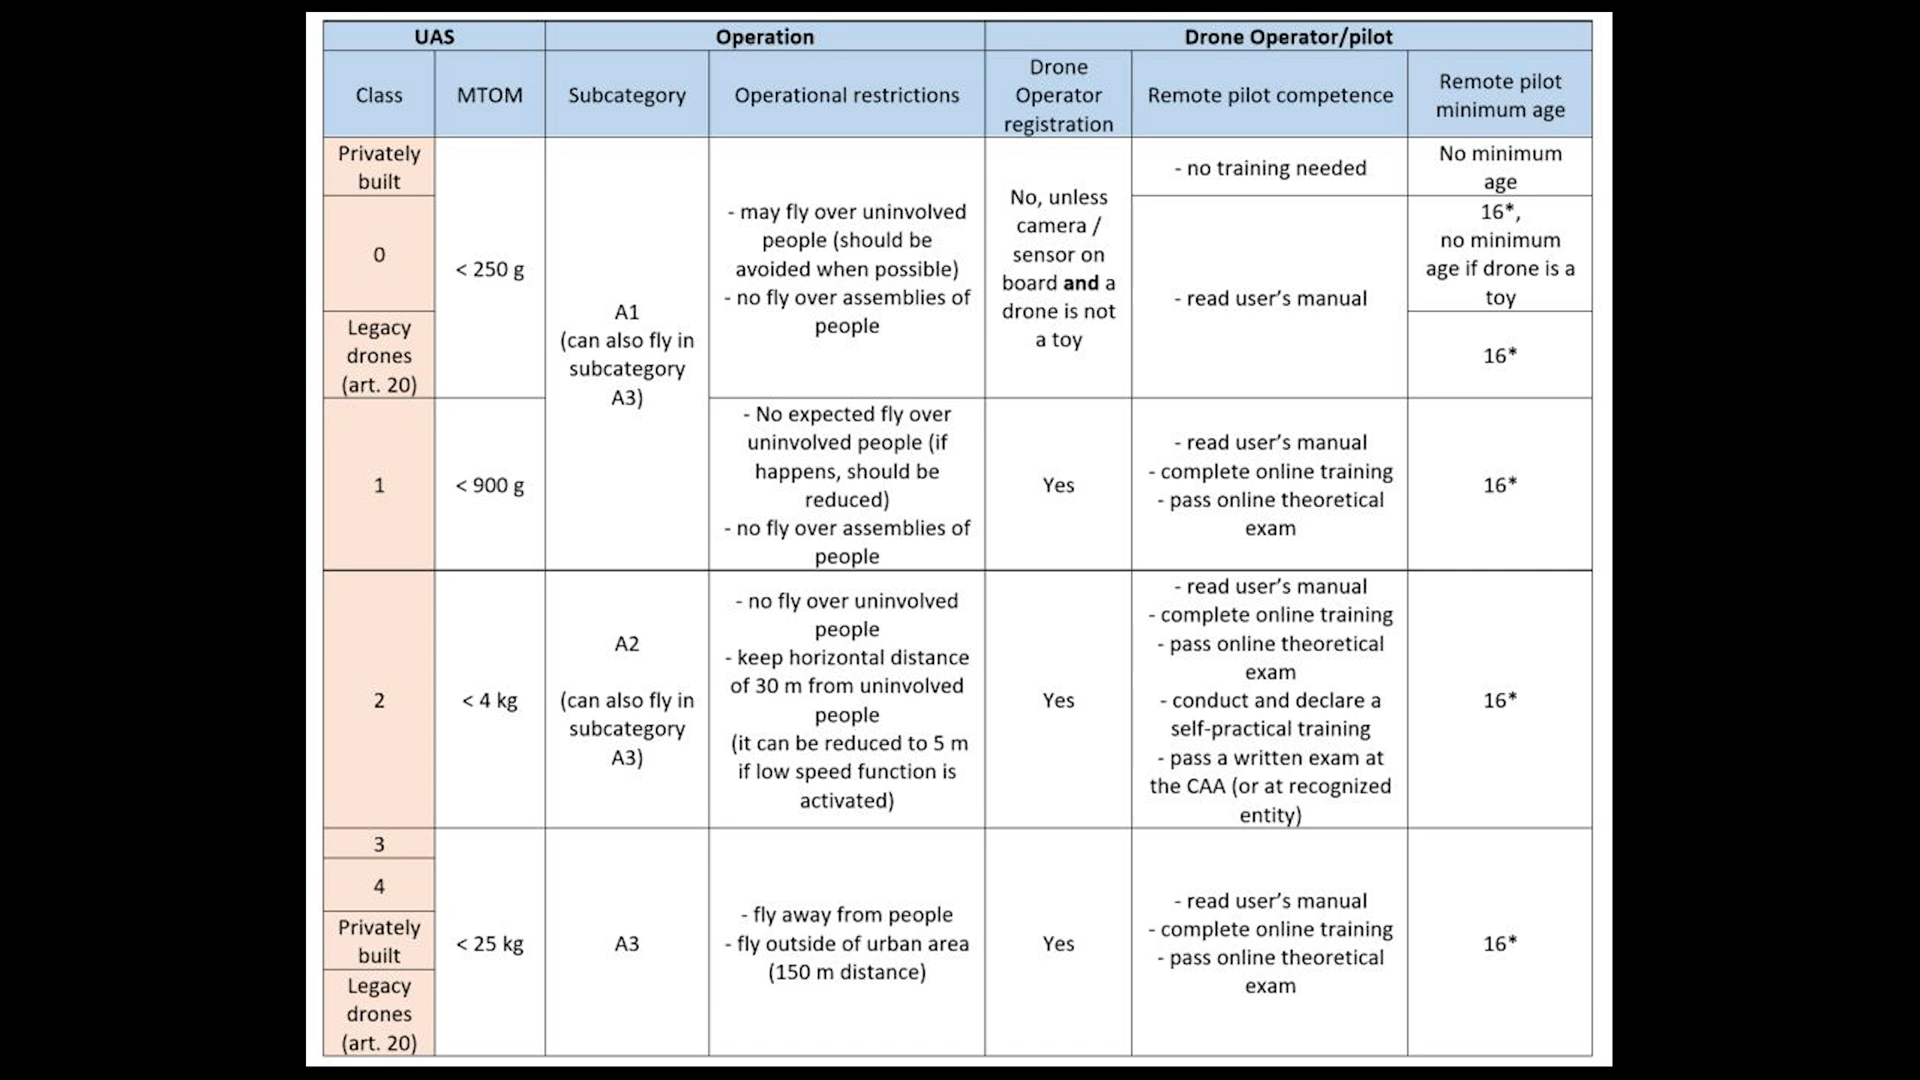 UAS
Operation
Drone Operator/pilot
Class
MTOM
Subcategory
Operational restrictions
Drone
Operator
registration
Remote pilot competence
Remote pilot
minimum age
Privately
built
< 250 g
A1
(can also fly in
subcategory
A3)
- may fly over uninvolved
people (should be
avoided when possible)
- no fly over assemblies of
people
No, unless
camera /
sensor on
board and a
drone is not
a toy
- no training needed
No minimum
age
0
- read user’s manual
16*,
no minimum
age if drone is a
toy
Legacy
drones
(art. 20)
16*
1
< 900 g
- No expected fly over
uninvolved people (if
happens, should be
reduced)
- no fly over assemblies of
people
Yes
- read user’s manual
- complete online training
- pass online theoretical
exam
16*
2
< 4 kg
A2
(can also fly in
subcategory
A3)
- no fly over uninvolved
people
- keep horizontal distance
of 30 m from uninvolved
people
(it can be reduced to 5 m
if low speed function is
activated)
Yes
- read user’s manual
- complete online training
- pass online theoretical
exam
- conduct and declare a
self-practical training
- pass a written exam at
the CAA (or at recognized
entity)
16*
3
4
Privately
built
Legacy
drones
(art. 20)
< 25 kg
A3
- fly away from people
- fly outside of urban area
(150 m distance)
Yes
- read user’s manual
- complete online training
- pass online theoretical
exam
16*